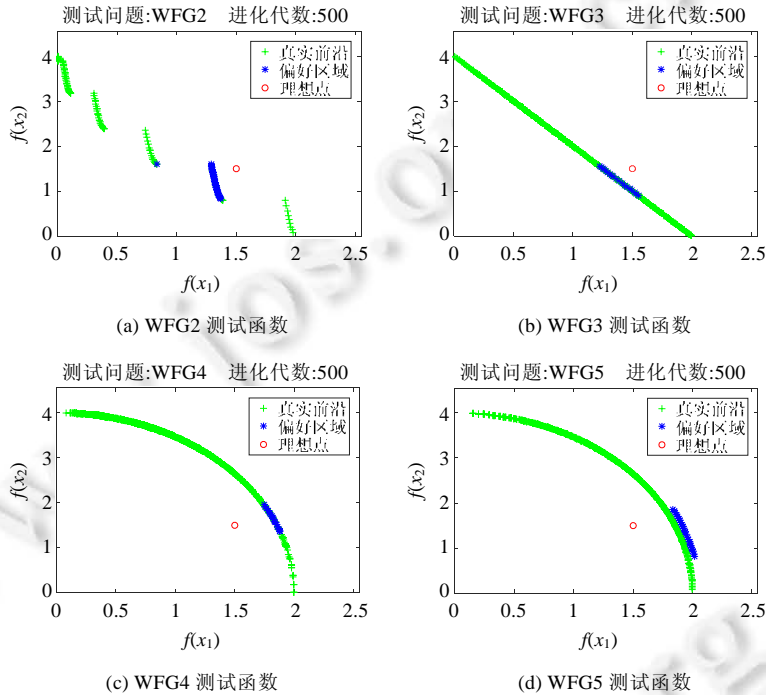 测试问题:WFG2 进化代数:500
真实前沿
偏好区域
理想点
f(x₂)
4
3
2
1
0
0 0.5 1 1.5 2 2.5
f(x₁)
(a) WFG2 测试函数
测试问题:WFG3 进化代数:500
真实前沿
偏好区域
理想点
f(x₂)
4
3
2
1
0
0 0.5 1 1.5 2 2.5
f(x₁)
(b) WFG3 测试函数
测试问题:WFG4 进化代数:500
真实前沿
偏好区域
理想点
f(x₂)
4
3
2
1
0
0 0.5 1 1.5 2 2.5
f(x₁)
(c) WFG4 测试函数
测试问题:WFG5 进化代数:500
真实前沿
偏好区域
理想点
f(x₂)
4
3
2
1
0
0 0.5 1 1.5 2 2.5
f(x₁)
(d) WFG5 测试函数